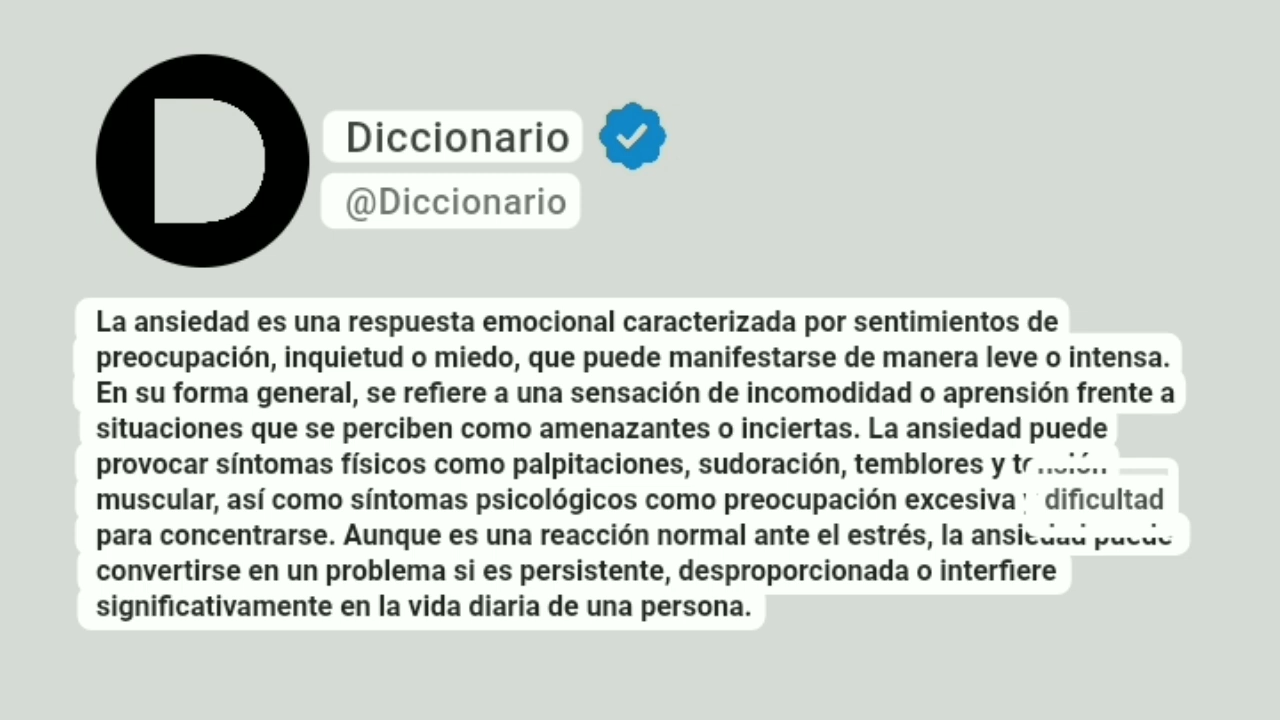 D
Diccionario
@Diccionario
La ansiedad es una respuesta emocional caracterizada por sentimientos de
preocupación, inquietud o miedo, que puede manifestarse de manera leve o intensa.
En su forma general, se refiere a una sensación de incomodidad o aprensión frente a
situaciones que se perciben como amenazantes o inciertas. La ansiedad puede
provocar síntomas físicos como palpitaciones, sudoración, temblores y tensión
muscular, así como síntomas psicológicos como preocupación excesiva y dificultad
para concentrarse. Aunque es una reacción normal ante el estrés, la ansiedad puede
convertirse en un problema si es persistente, desproporcionada o interfiere
significativamente en la vida diaria de una persona.